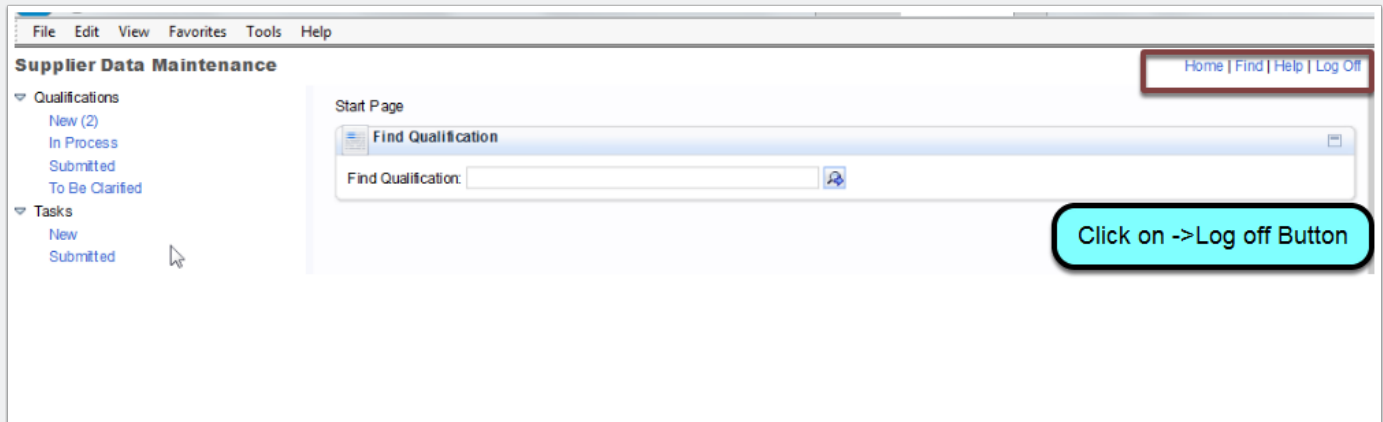 File Edit View Favorites Tools Help
Supplier Data Maintenance
Home | Find | Help | Log Off
Qualifications
New (2)
In Process
Submitted
To Be Clarified
Tasks
New
Submitted
Start Page
Find Qualification
Find Qualification:
Click on ->Log off Button